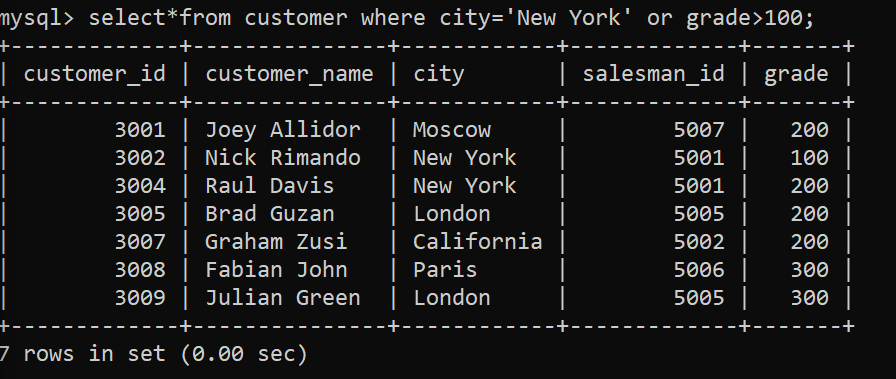 mysql> select*from customer where city='New York' or grade>100;
+-------------+---------------+------------+-------------+-------+
| customer_id | customer_name | city       | salesman_id | grade |
+-------------+---------------+------------+-------------+-------+
|        3001 | Joey Allidor  | Moscow     |        5007 |   200 |
|        3002 | Nick Rimando  | New York   |        5001 |   100 |
|        3004 | Raul Davis    | New York   |        5001 |   200 |
|        3005 | Brad Guzan    | London     |        5005 |   200 |
|        3007 | Graham Zusi   | California |        5002 |   200 |
|        3008 | Fabian John   | Paris      |        5006 |   300 |
|        3009 | Julian Green  | London     |        5005 |   300 |
+-------------+---------------+------------+-------------+-------+
7 rows in set (0.00 sec)